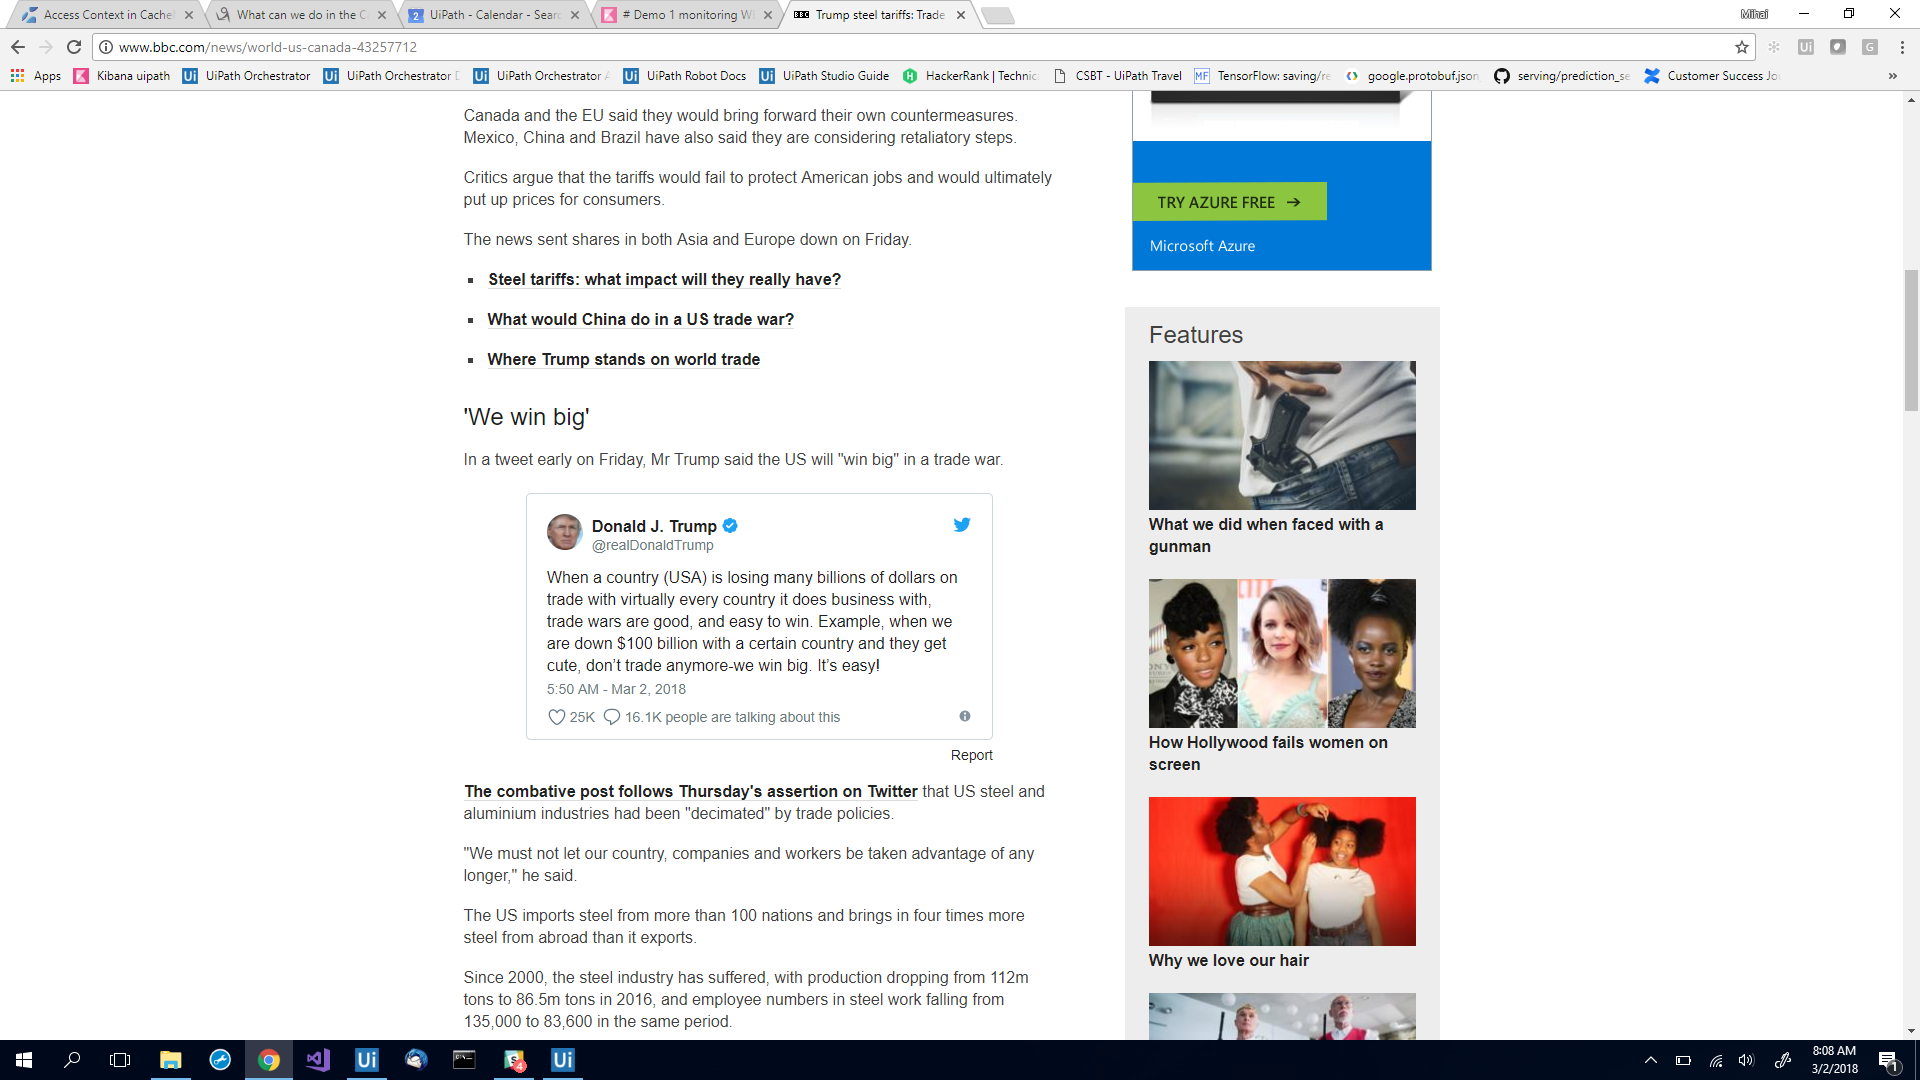 Access Context in Cache
What can we do in the C
UiPath - Calendar - Sear
# Demo 1 monitoring W
BBC
Trump steel tariffs: Trade
Mihai
www.bbc.com/news/world-us-canada-43257712
Apps
Kibana uipath
UiPath Orchestrator
UiPath Orchestrator
UiPath Orchestrator
UiPath Robot Docs
UiPath Studio Guide
HackerRank | Technic
CSBT - UiPath Travel
TensorFlow: saving/re
google.protobuf.json
serving/prediction_se
Customer Success Jou
Canada and the EU said they would bring forward their own countermeasures.
Mexico, China and Brazil have also said they are considering retaliatory steps.
Critics argue that the tariffs would fail to protect American jobs and would ultimately
put up prices for consumers.
The news sent shares in both Asia and Europe down on Friday.
Steel tariffs: what impact will they really have?
What would China do in a US trade war?
Where Trump stands on world trade
'We win big'
In a tweet early on Friday, Mr Trump said the US will "win big" in a trade war.
Donald J. Trump
@realDonaldTrump
When a country (USA) is losing many billions of dollars on
trade with virtually every country it does business with,
trade wars are good, and easy to win. Example, when we
are down $100 billion with a certain country and they get
cute, don’t trade anymore-we win big. It’s easy!
5:50 AM - Mar 2, 2018
25K 16.1K people are talking about this
Report
The combative post follows Thursday's assertion on Twitter that US steel and
aluminium industries had been "decimated" by trade policies.
"We must not let our country, companies and workers be taken advantage of any
longer," he said.
The US imports steel from more than 100 nations and brings in four times more
steel from abroad than it exports.
Since 2000, the steel industry has suffered, with production dropping from 112m
tons to 86.5m tons in 2016, and employee numbers in steel work falling from
135,000 to 83,600 in the same period.
TRY AZURE FREE →
Microsoft Azure
Features
What we did when faced with a
gunman
How Hollywood fails women on
screen
Why we love our hair
8:08 AM
3/2/2018